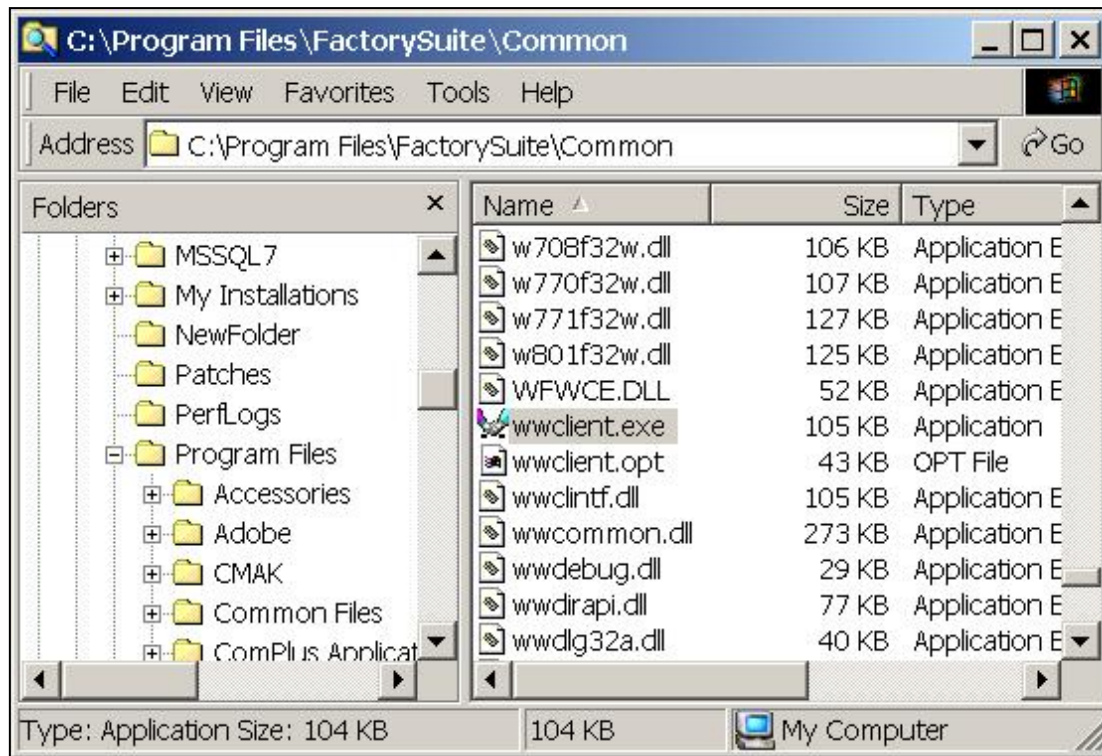 C:\Program Files\FactorySuite\Common
File Edit View Favorites Tools Help
Address C:\Program Files\FactorySuite\Common Go
Folders
MSSQL7
My Installations
NewFolder
Patches
PerfLogs
Program Files
Accessories
Adobe
CMAK
Common Files
ComPlus Applicat
Name Size Type
w708f32w.dll 106 KB Application E
w770f32w.dll 107 KB Application E
w771f32w.dll 127 KB Application E
w801f32w.dll 125 KB Application E
WFWCE.DLL 52 KB Application E
wwclient.exe 105 KB Application
wwclient.opt 43 KB OPT File
wwclintf.dll 105 KB Application E
wwcommon.dll 273 KB Application E
wwdebug.dll 29 KB Application E
wwdirapi.dll 77 KB Application E
wwdlg32a.dll 40 KB Application E
Type: Application Size: 104 KB 104 KB My Computer